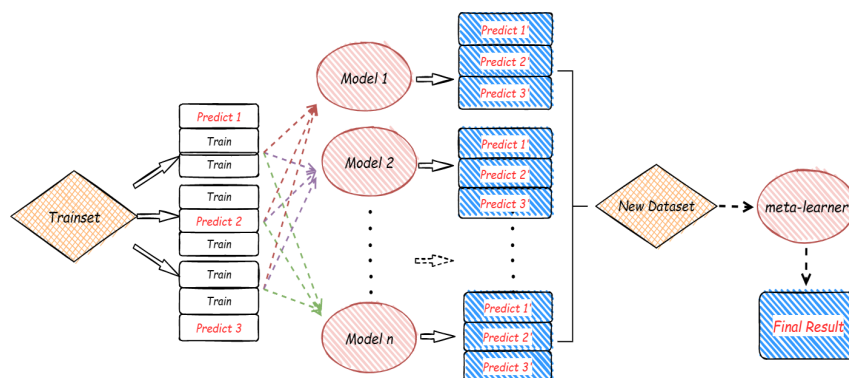 Trainset
Predict 1
Train
Train
Train
Predict 2
Train
Train
Train
Predict 3
Model 1
Model 2
Model n
Predict 1'
Predict 2'
Predict 3'
Predict 1'
Predict 2'
Predict 3'
Predict 1'
Predict 2'
Predict 3'
New Dataset
meta-learner
Final Result